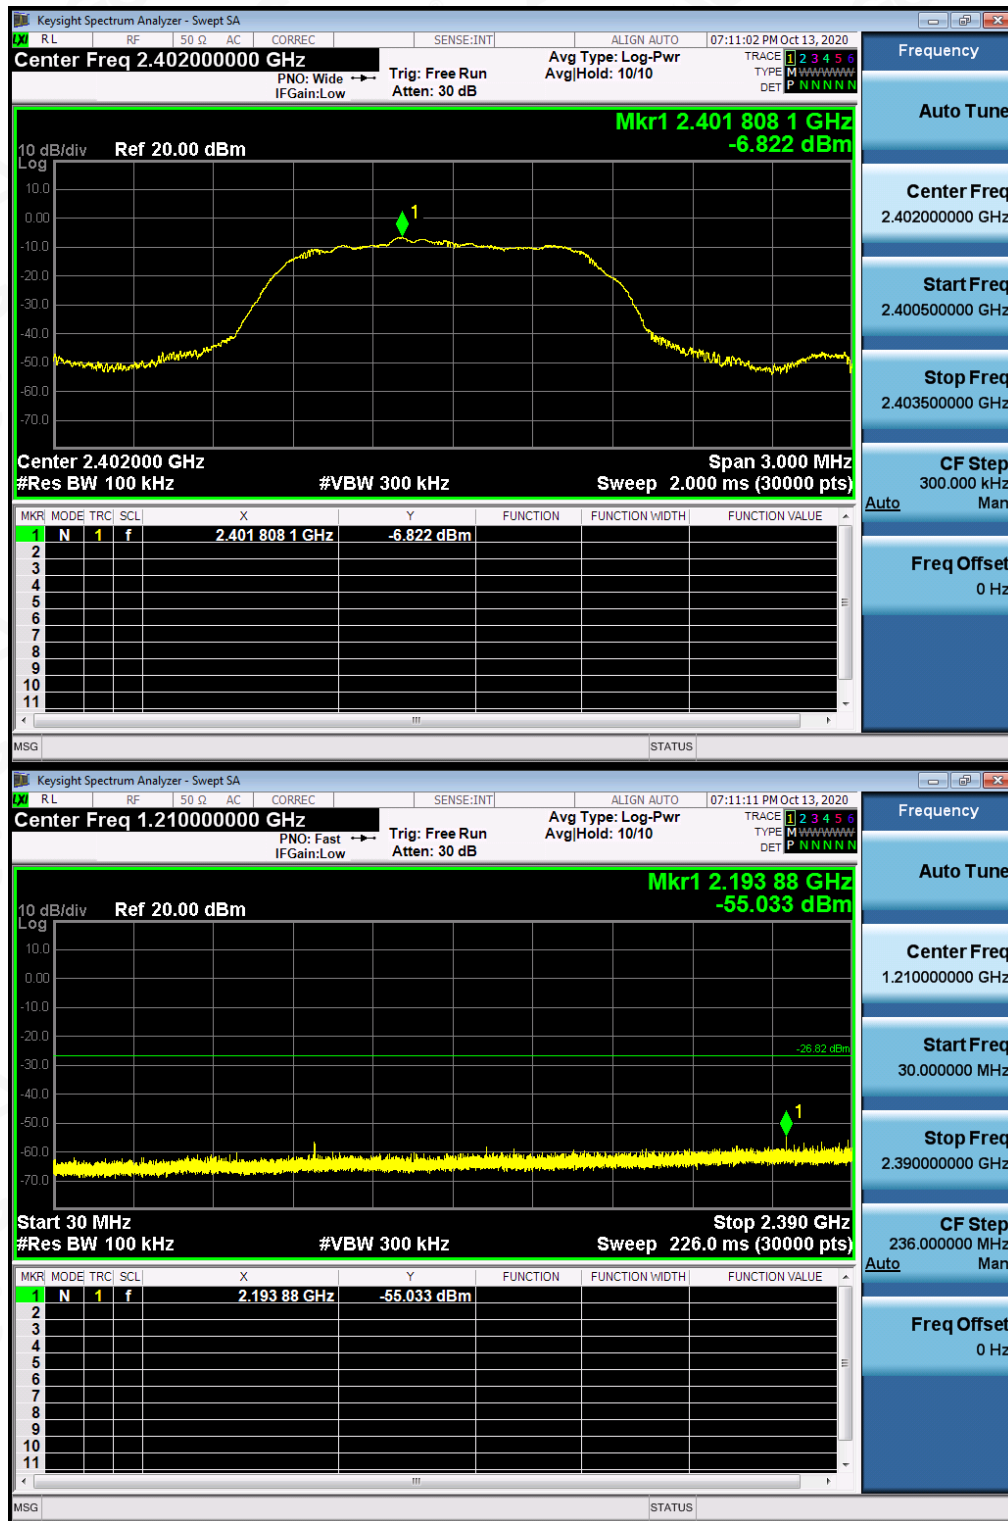 Keysight Spectrum Analyzer - Swept SA
LXI RL RF 50 Ω AC CORREC SENSE:INT ALIGN AUTO 07:11:02 PM Oct 13, 2020
Center Freq 2.402000000 GHz Avg Type: Log-Pwr TRACE 1 2 3 4 5 6
PNO: Wide Trig: Free Run Avg|Hold: 10/10 TYPE M WWWWW
IFGain:Low Atten: 30 dB DET P N N N N N
Mkr1 2.401 808 1 GHz
-6.822 dBm
10 dB/div Ref 20.00 dBm
Log
10.0
1
0.00
-10.0
-20.0
-30.0
-40.0
-50.0
-60.0
-70.0
Center 2.402000 GHz Span 3.000 MHz
#Res BW 100 kHz #VBW 300 kHz Sweep 2.000 ms (30000 pts)
MKR MODE TRC SCL X Y FUNCTION FUNCTION WIDTH FUNCTION VALUE
1 N 1 f 2.401 808 1 GHz -6.822 dBm
2
3
4
5
6
7
8
9
10
11
MSG STATUS
Frequency
Auto Tune
Center Freq
2.402000000 GHz
Start Freq
2.400500000 GHz
Stop Freq
2.403500000 GHz
CF Step
300.000 kHz
Auto Man
Freq Offset
0 Hz
Keysight Spectrum Analyzer - Swept SA
LXI RL RF 50 Ω AC CORREC SENSE:INT ALIGN AUTO 07:11:11 PM Oct 13, 2020
Center Freq 1.210000000 GHz Avg Type: Log-Pwr TRACE 1 2 3 4 5 6
PNO: Fast Trig: Free Run Avg|Hold: 10/10 TYPE M WWWWW
IFGain:Low Atten: 30 dB DET P N N N N N
Mkr1 2.193 88 GHz
-55.033 dBm
10 dB/div Ref 20.00 dBm
Log
10.0
0.00
-10.0
-20.0
-26.82 dBm
-30.0
-40.0
1
-50.0
-60.0
-70.0
Start 30 MHz Stop 2.390 GHz
#Res BW 100 kHz #VBW 300 kHz Sweep 226.0 ms (30000 pts)
MKR MODE TRC SCL X Y FUNCTION FUNCTION WIDTH FUNCTION VALUE
1 N 1 f 2.193 88 GHz -55.033 dBm
2
3
4
5
6
7
8
9
10
11
MSG STATUS
Frequency
Auto Tune
Center Freq
1.210000000 GHz
Start Freq
30.000000 MHz
Stop Freq
2.390000000 GHz
CF Step
236.000000 MHz
Auto Man
Freq Offset
0 Hz